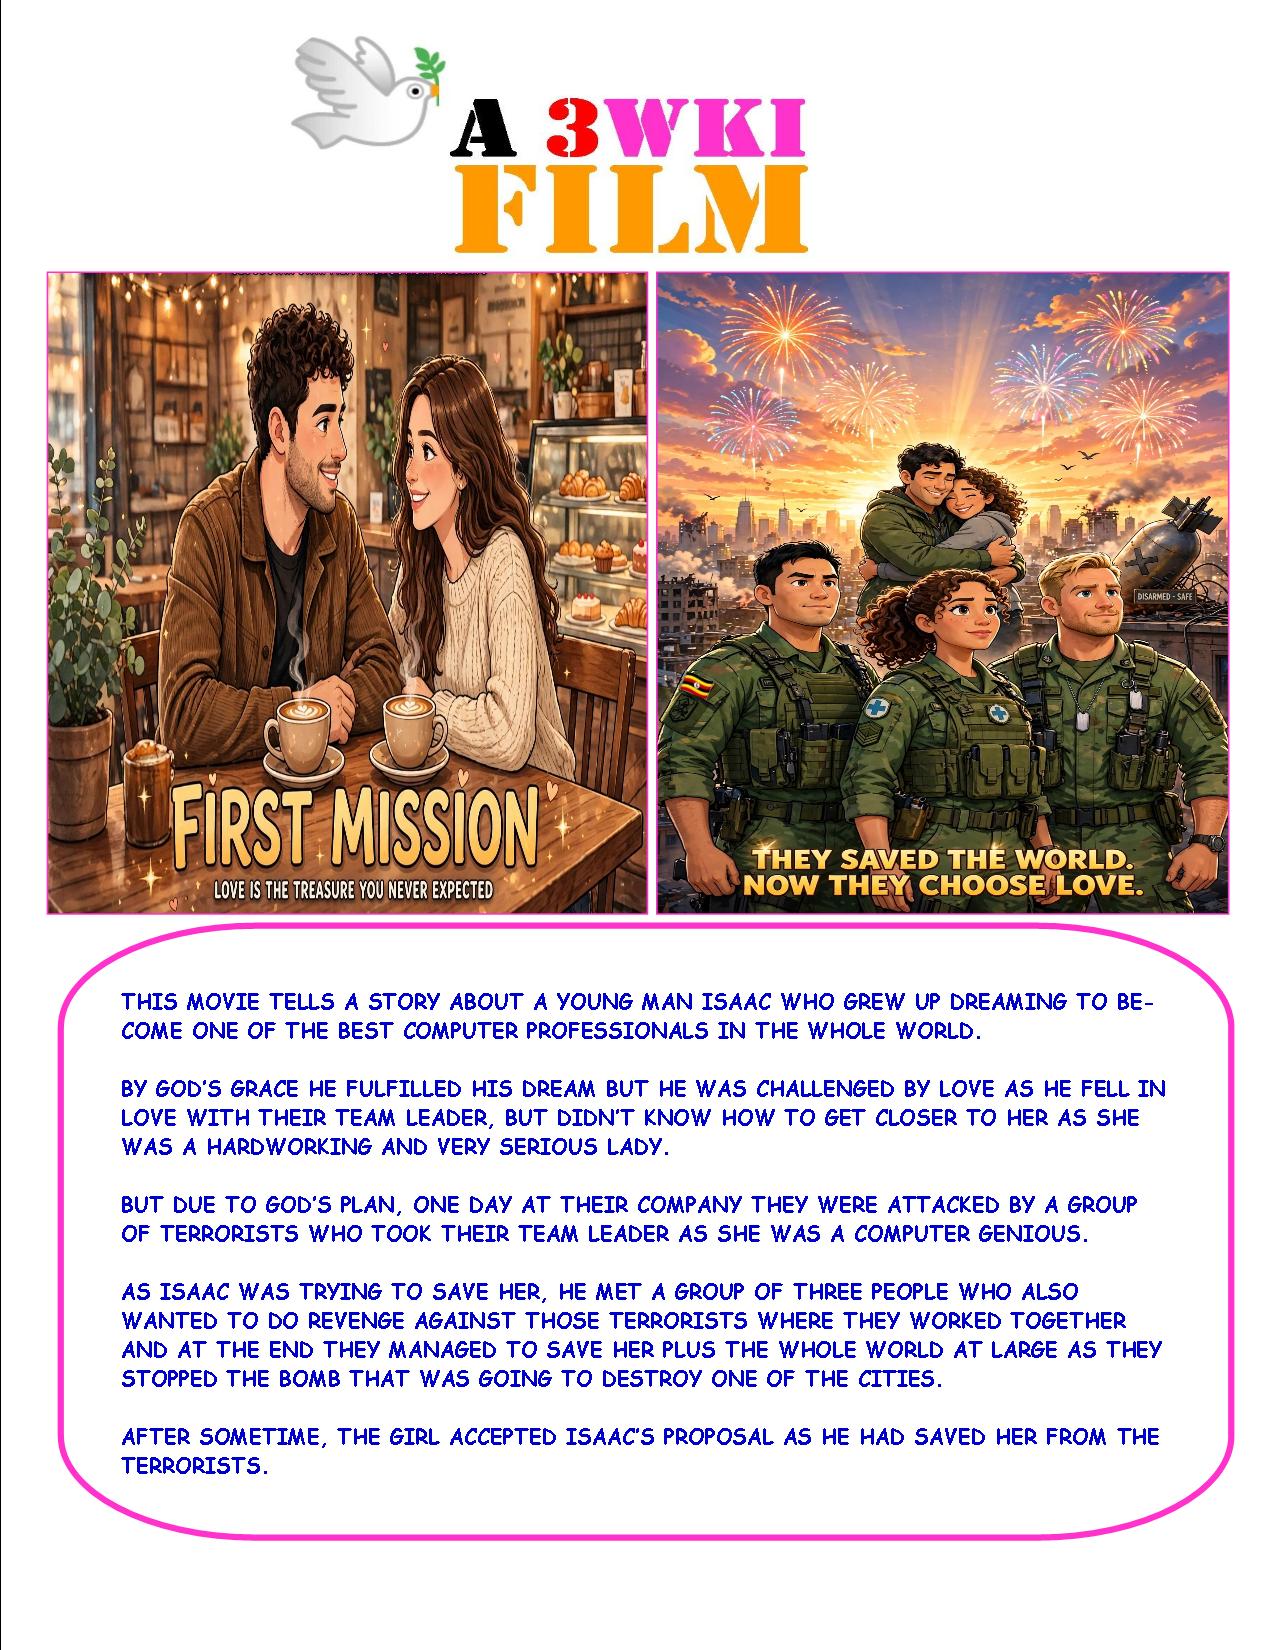 A 3WKI
FILM
FIRST MISSION
LOVE IS THE TREASURE YOU NEVER EXPECTED
DISARMED - SAFE
THEY SAVED THE WORLD.
NOW THEY CHOOSE LOVE.
THIS MOVIE TELLS A STORY ABOUT A YOUNG MAN ISAAC WHO GREW UP DREAMING TO BE-
COME ONE OF THE BEST COMPUTER PROFESSIONALS IN THE WHOLE WORLD.
BY GOD'S GRACE HE FULFILLED HIS DREAM BUT HE WAS CHALLENGED BY LOVE AS HE FELL IN
LOVE WITH THEIR TEAM LEADER, BUT DIDN'T KNOW HOW TO GET CLOSER TO HER AS SHE
WAS A HARDWORKING AND VERY SERIOUS LADY.
BUT DUE TO GOD'S PLAN, ONE DAY AT THEIR COMPANY THEY WERE ATTACKED BY A GROUP
OF TERRORISTS WHO TOOK THEIR TEAM LEADER AS SHE WAS A COMPUTER GENIOUS.
AS ISAAC WAS TRYING TO SAVE HER, HE MET A GROUP OF THREE PEOPLE WHO ALSO
WANTED TO DO REVENGE AGAINST THOSE TERRORISTS WHERE THEY WORKED TOGETHER
AND AT THE END THEY MANAGED TO SAVE HER PLUS THE WHOLE WORLD AT LARGE AS THEY
STOPPED THE BOMB THAT WAS GOING TO DESTROY ONE OF THE CITIES.
AFTER SOMETIME, THE GIRL ACCEPTED ISAAC'S PROPOSAL AS HE HAD SAVED HER FROM THE
TERRORISTS.